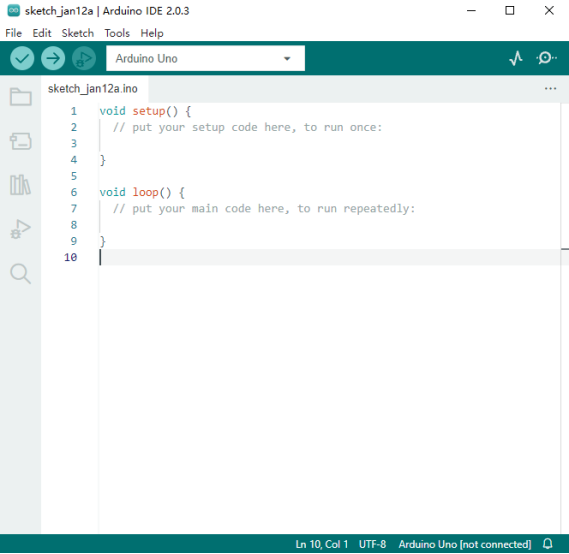 sketch_jan12a | Arduino IDE 2.0.3
File Edit Sketch Tools Help
Arduino Uno
sketch_jan12a.ino
1 void setup() {
2 // put your setup code here, to run once:
3
4 }
5
6 void loop() {
7 // put your main code here, to run repeatedly:
8
9 }
10
Ln 10, Col 1 UTF-8 Arduino Uno [not connected]